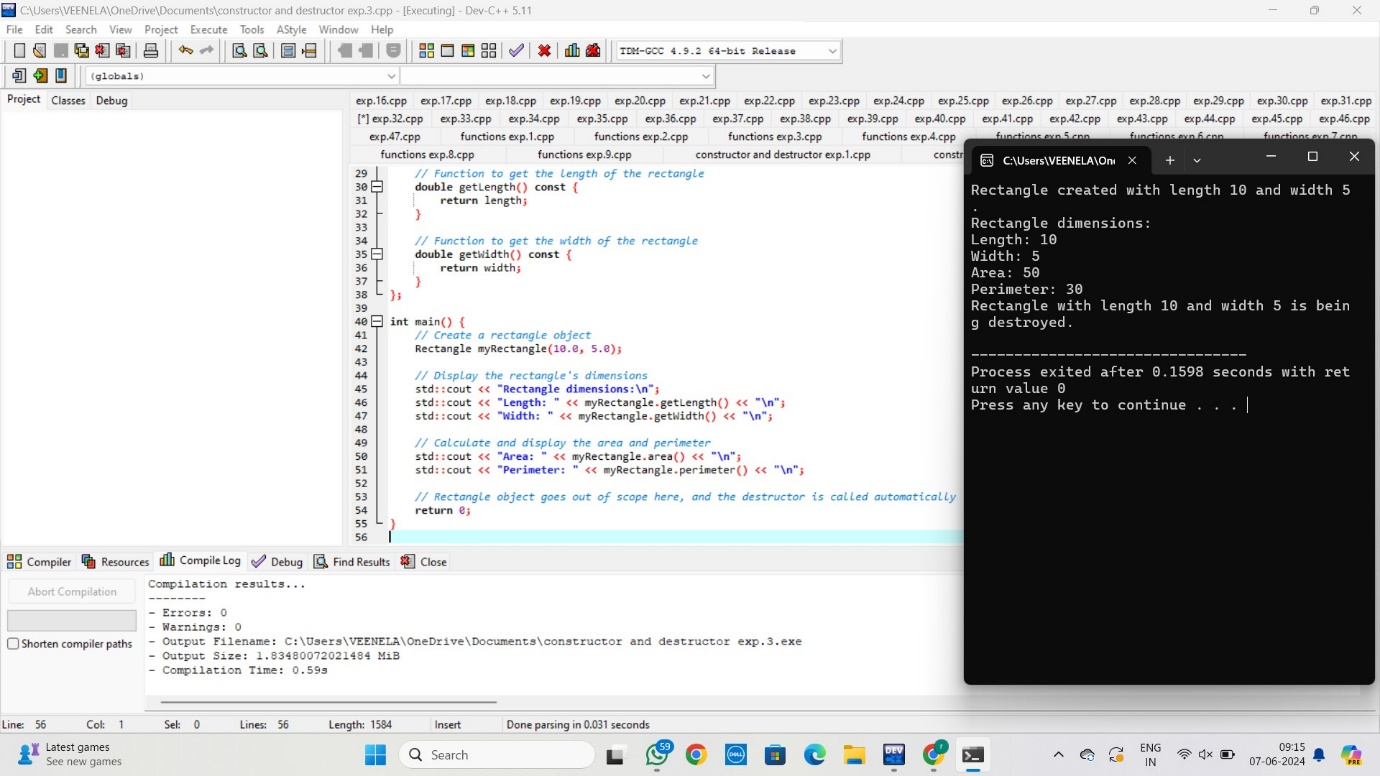 C:\Users\VEENELA\OneDrive\Documents\constructor and destructor exp.3.cpp - [Executing] - Dev-C++ 5.11
File Edit Search View Project Execute Tools AStyle Window Help
TDM-GCC 4.9.2 64-bit Release
(globals)
Project Classes Debug
exp.16.cpp exp.17.cpp exp.18.cpp exp.19.cpp exp.20.cpp exp.21.cpp exp.22.cpp exp.23.cpp exp.24.cpp exp.25.cpp exp.26.cpp exp.27.cpp exp.28.cpp exp.29.cpp exp.30.cpp exp.31.cpp
[*] exp.32.cpp exp.33.cpp exp.34.cpp exp.35.cpp exp.36.cpp exp.37.cpp exp.38.cpp exp.39.cpp exp.40.cpp exp.41.cpp exp.42.cpp exp.43.cpp exp.44.cpp exp.45.cpp exp.46.cpp
exp.47.cpp functions exp.1.cpp functions exp.2.cpp functions exp.3.cpp functions exp.4.cpp functions exp.5.cpp functions exp.6.cpp functions exp.7.cpp
functions exp.8.cpp functions exp.9.cpp constructor and destructor exp.1.cpp constr
29 // Function to get the length of the rectangle
30 double getLength() const {
31 return length;
32 }
33
34 // Function to get the width of the rectangle
35 double getWidth() const {
36 return width;
37 }
38 };
39
40 int main() {
41 // Create a rectangle object
42 Rectangle myRectangle(10.0, 5.0);
43
44 // Display the rectangle's dimensions
45 std::cout << "Rectangle dimensions:\n";
46 std::cout << "Length: " << myRectangle.getLength() << "\n";
47 std::cout << "Width: " << myRectangle.getWidth() << "\n";
48
49 // Calculate and display the area and perimeter
50 std::cout << "Area: " << myRectangle.area() << "\n";
51 std::cout << "Perimeter: " << myRectangle.perimeter() << "\n";
52
53 // Rectangle object goes out of scope here, and the destructor is called automatically
54 return 0;
55 }
56
C:\Users\VEENELA\On
Rectangle created with length 10 and width 5
.
Rectangle dimensions:
Length: 10
Width: 5
Area: 50
Perimeter: 30
Rectangle with length 10 and width 5 is bein
g destroyed.
--------------------------------
Process exited after 0.1598 seconds with ret
urn value 0
Press any key to continue . . .
Compiler Resources Compile Log Debug Find Results Close
Abort Compilation
Shorten compiler paths
Compilation results...
--------
- Errors: 0
- Warnings: 0
- Output Filename: C:\Users\VEENELA\OneDrive\Documents\constructor and destructor exp.3.exe
- Output Size: 1.83480072021484 MiB
- Compilation Time: 0.59s
Line: 56 Col: 1 Sel: 0 Lines: 56 Length: 1584 Insert Done parsing in 0.031 seconds
Latest games
See new games
Search
59
DELL
DEV
ENG
IN
09:15
07-06-2024
PRE